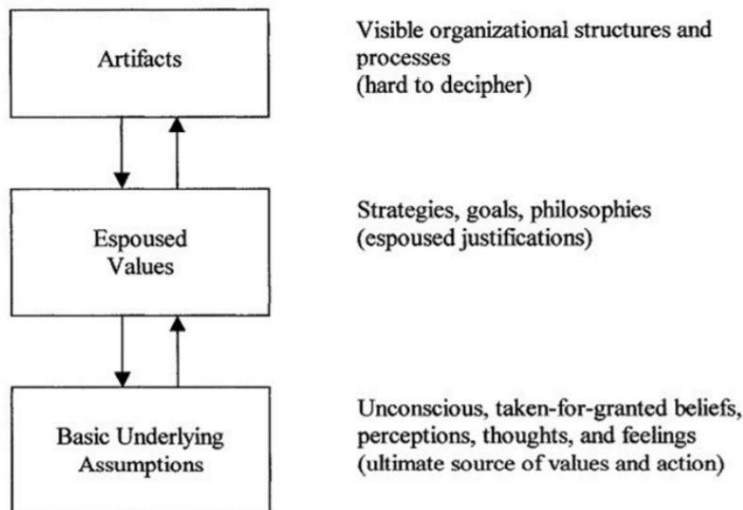 Artifacts
Visible organizational structures and
processes
(hard to decipher)
Espoused
Values
Strategies, goals, philosophies
(espoused justifications)
Basic Underlying
Assumptions
Unconscious, taken-for-granted beliefs,
perceptions, thoughts, and feelings
(ultimate source of values and action)